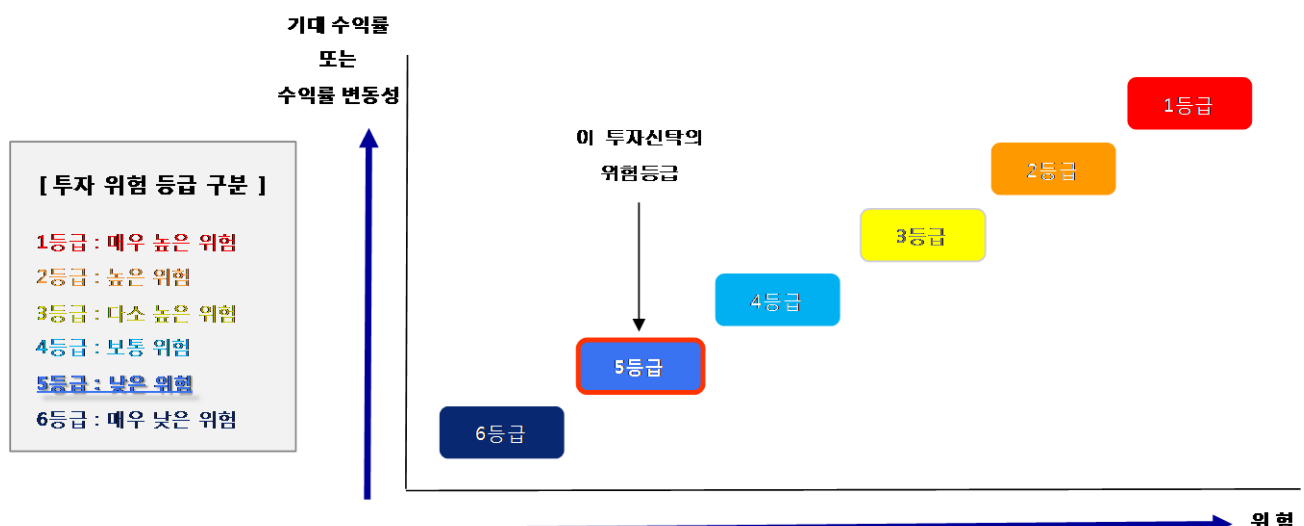 기대 수익률
또는
수익률 변동성
[ 투자 위험 등급 구분 ]
1등급 : 매우 높은 위험
2등급 : 높은 위험
3등급 : 다소 높은 위험
4등급 : 보통 위험
5등급 : 낮은 위험
6등급 : 매우 낮은 위험
이 투자신탁의
위험등급
1등급
2등급
3등급
4등급
5등급
6등급
위 험